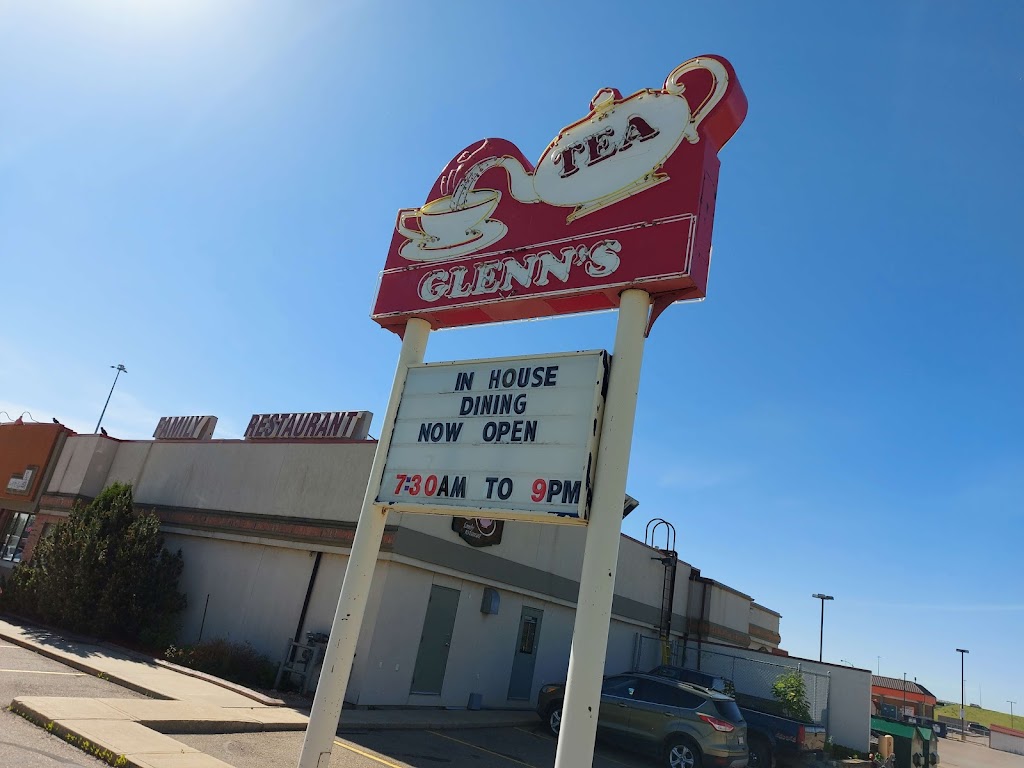 TEA
GLENN'S
IN HOUSE
DINING
NOW OPEN
7:30AM TO 9PM
FAMILY
RESTAURANT